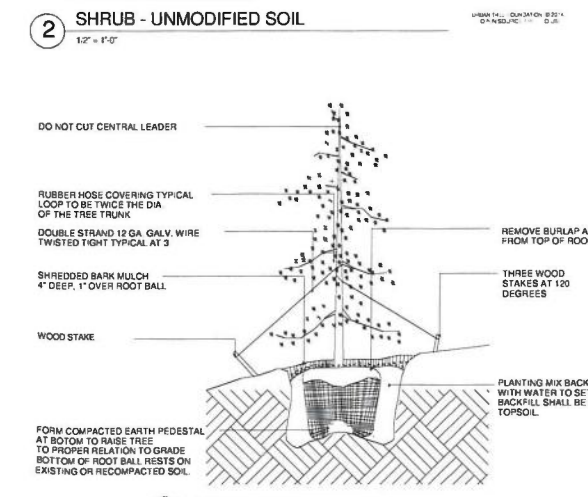 2
SHRUB - UNMODIFIED SOIL
1/2" = 1'-0"
DO NOT CUT CENTRAL LEADER
RUBBER HOSE COVERING TYPICAL
LOOP TO BE TWICE THE DIA.
OF THE TREE TRUNK
DOUBLE STRAND 12 GA. GALV. WIRE
TWISTED TIGHT TYPICAL AT 3
SHREDDED BARK MULCH
4" DEEP, 1" OVER ROOT BALL
WOOD STAKE
FORM COMPACTED EARTH PEDESTAL
AT BOTOM TO RAISE TREE
TO PROPER RELATION TO GRADE
BOTTOM OF ROOT BALL RESTS ON
EXISTING OR RECOMPACTED SOIL.
REMOVE BURLAP A
FROM TOP OF ROO
THREE WOOD
STAKES AT 120
DEGREES
PLANTING MIX BACK
WITH WATER TO SE
BACKFILL SHALL BE
TOPSOIL.